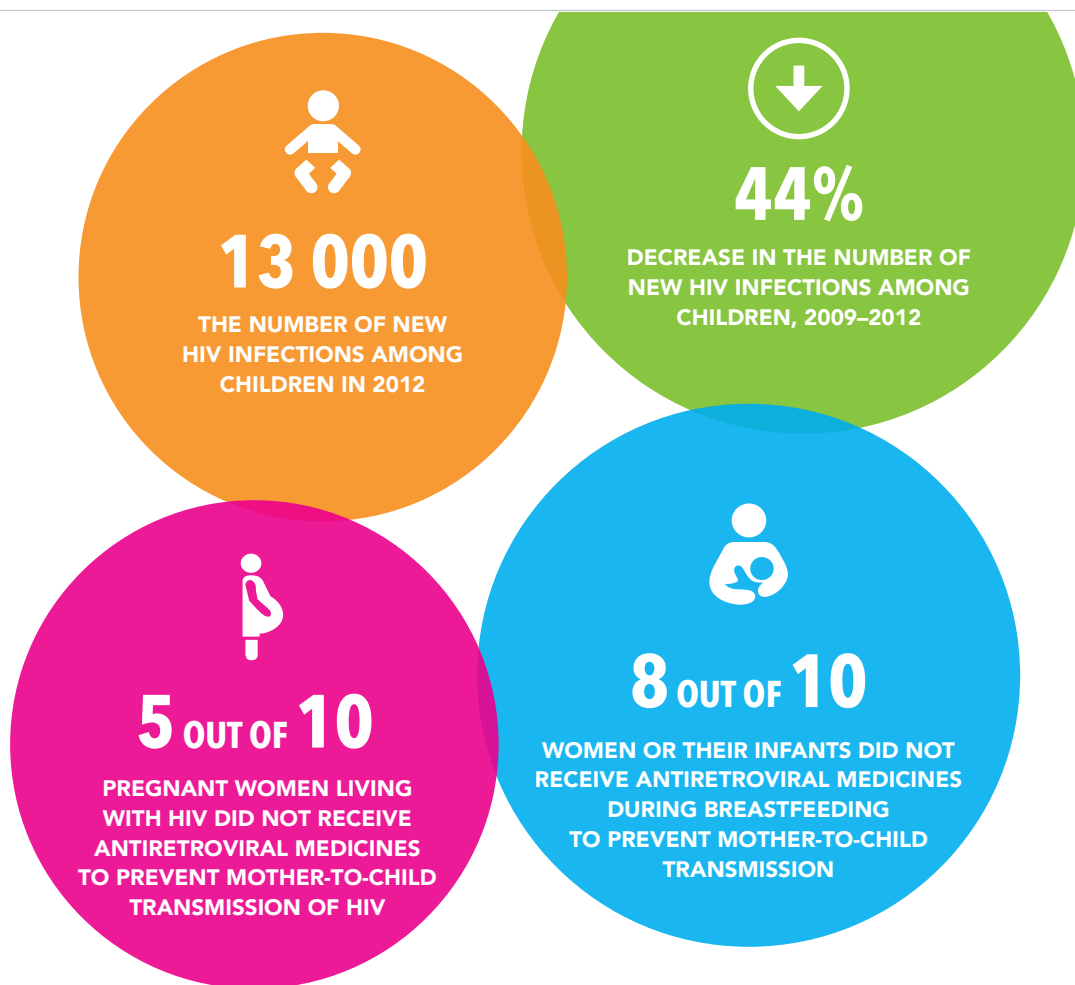 13 000
THE NUMBER OF NEW
HIV INFECTIONS AMONG
CHILDREN IN 2012
44%
DECREASE IN THE NUMBER OF
NEW HIV INFECTIONS AMONG
CHILDREN, 2009–2012
5 OUT OF 10
PREGNANT WOMEN LIVING
WITH HIV DID NOT RECEIVE
ANTIRETROVIRAL MEDICINES
TO PREVENT MOTHER-TO-CHILD
TRANSMISSION OF HIV
8 OUT OF 10
WOMEN OR THEIR INFANTS DID NOT
RECEIVE ANTIRETROVIRAL MEDICINES
DURING BREASTFEEDING
TO PREVENT MOTHER-TO-CHILD
TRANSMISSION